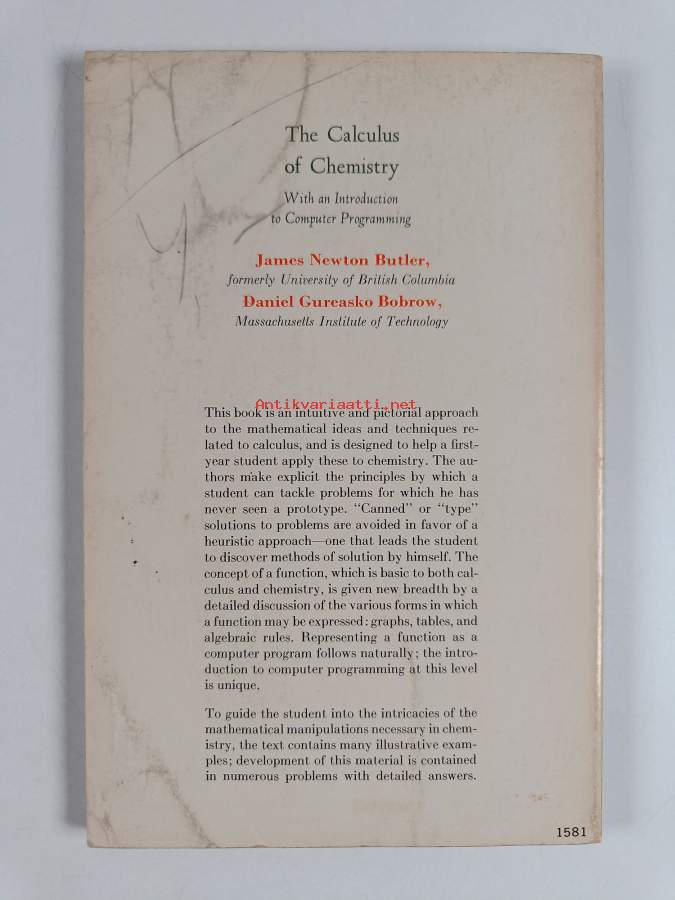 The Calculus
of Chemistry
With an Introduction
to Computer Programming
James Newton Butler,
formerly University of British Columbia
Daniel Gureasko Bobrow,
Massachusetts Institute of Technology
Antikvariaatti.net
This book is an intuitive and pictorial approach
to the mathematical ideas and techniques re-
lated to calculus, and is designed to help a first-
year student apply these to chemistry. The au-
thors make explicit the principles by which a
student can tackle problems for which he has
never seen a prototype. “Canned” or “type”
solutions to problems are avoided in favor of a
heuristic approach—one that leads the student
to discover methods of solution by himself. The
concept of a function, which is basic to both cal-
culus and chemistry, is given new breadth by a
detailed discussion of the various forms in which
a function may be expressed: graphs, tables, and
algebraic rules. Representing a function as a
computer program follows naturally; the intro-
duction to computer programming at this level
is unique.
To guide the student into the intricacies of the
mathematical manipulations necessary in chem-
istry, the text contains many illustrative exam-
ples; development of this material is contained
in numerous problems with detailed answers.
1581